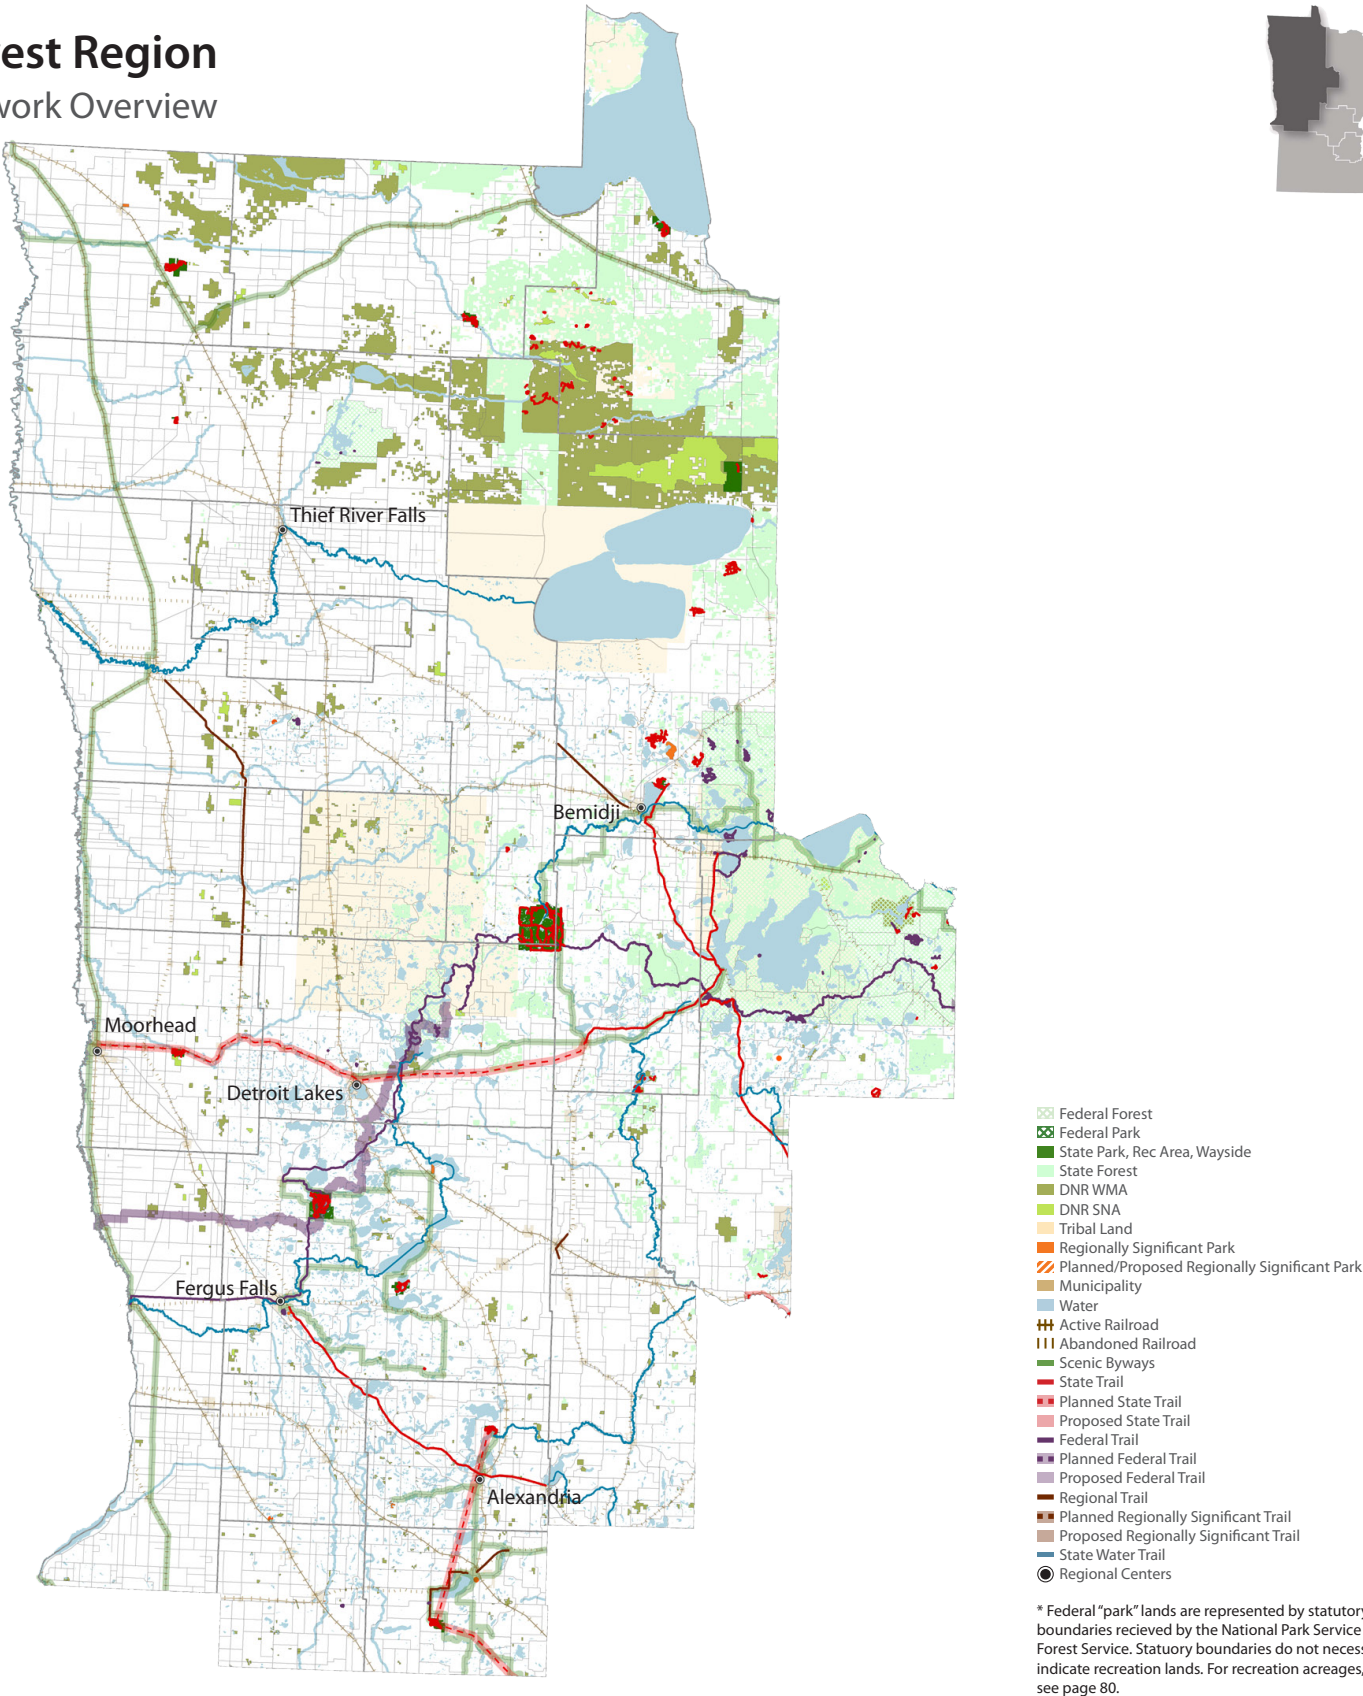 est Region
work Overview
Thief River Falls
Bemidji
Moorhead
Detroit Lakes
Fergus Falls
Alexandria
Federal Forest
Federal Park
State Park, Rec Area, Wayside
State Forest
DNR WMA
DNR SNA
Tribal Land
Regionally Significant Park
Planned/Proposed Regionally Significant Park
Municipality
Water
Active Railroad
Abandoned Railroad
Scenic Byways
State Trail
Planned State Trail
Proposed State Trail
Federal Trail
Planned Federal Trail
Proposed Federal Trail
Regional Trail
Planned Regionally Significant Trail
Proposed Regionally Significant Trail
State Water Trail
Regional Centers
* Federal “park” lands are represented by statutory
boundaries recieved by the National Park Service
Forest Service. Statuory boundaries do not necess
indicate recreation lands. For recreation acreages,
see page 80.